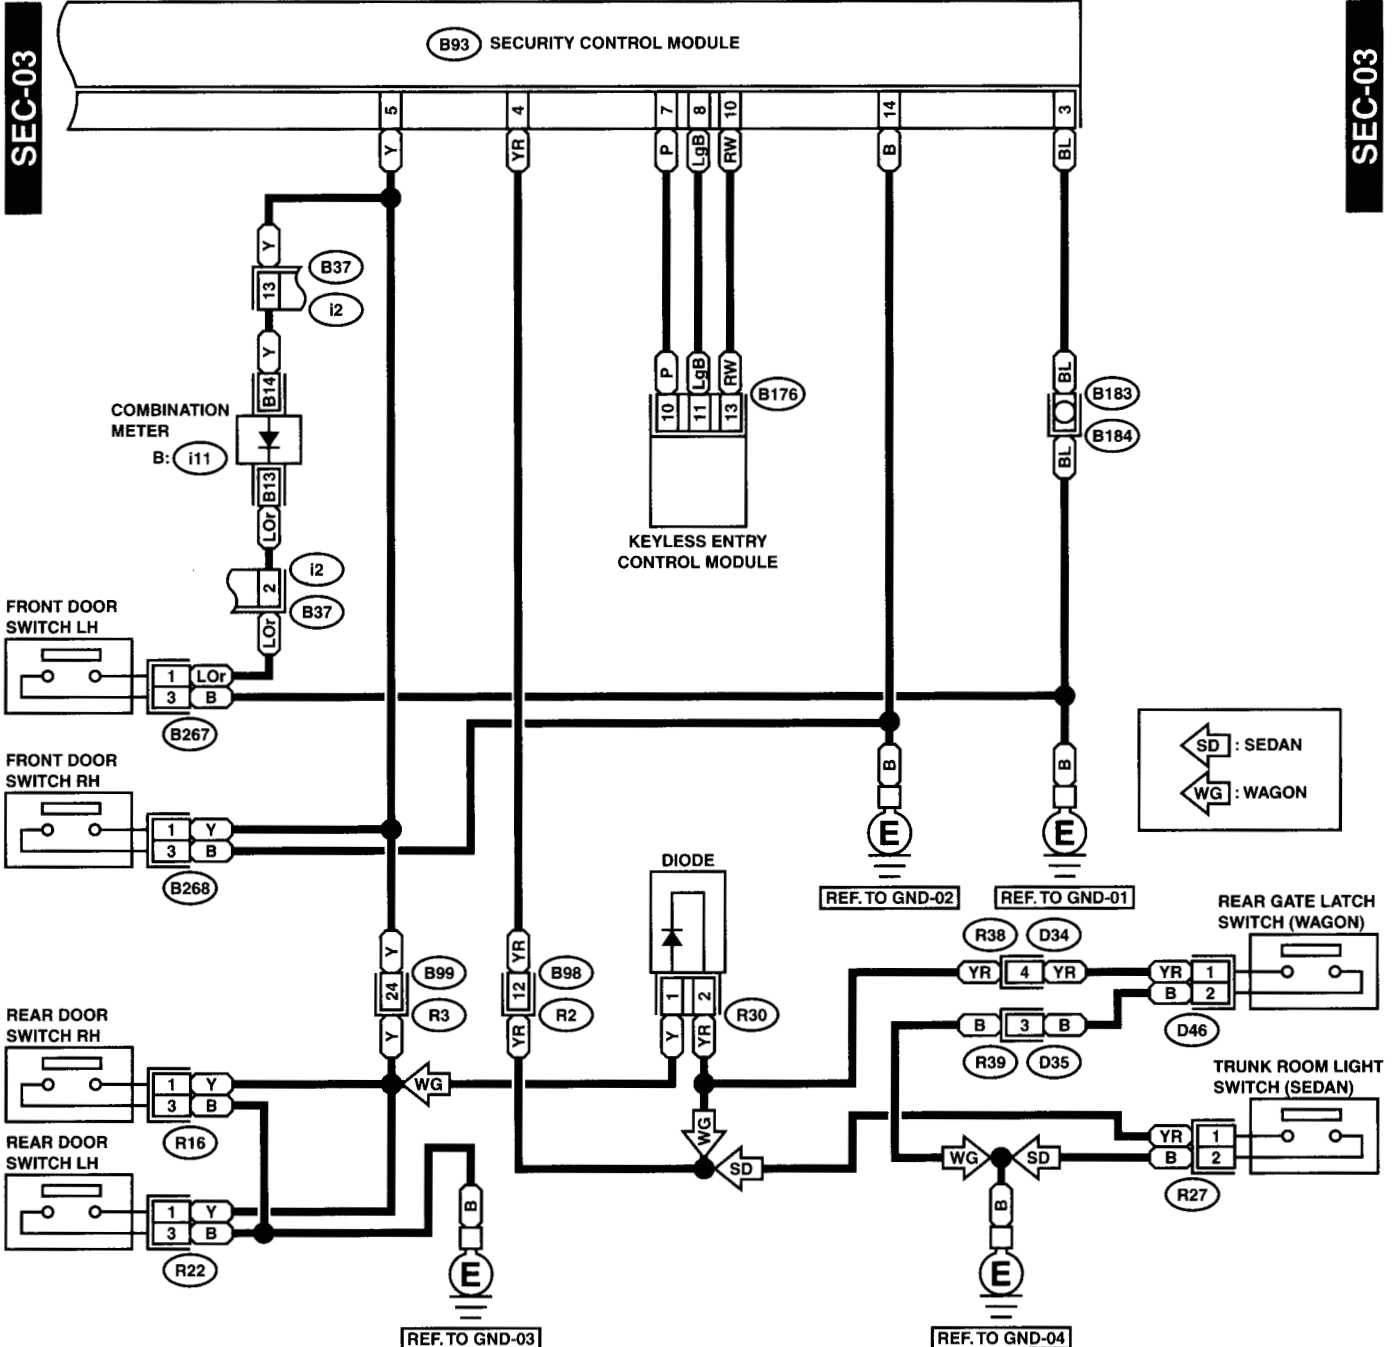 SEC-03
SEC-03
B93 SECURITY CONTROL MODULE
5 4 7 8 10 14 3
Y YR P LgB RW B BL
Y
B37
13
i2
Y
B14
COMBINATION
METER
B: i11
B13
LOr
i2
2
B37
LOr
P LgB RW
10 11 13
B176
KEYLESS ENTRY
CONTROL MODULE
BL
B183
B184
BL
FRONT DOOR
SWITCH LH
1 LOr
3 B
B267
FRONT DOOR
SWITCH RH
1 Y
3 B
B268
B
E
REF. TO GND-02
B
E
REF. TO GND-01
SD : SEDAN
WG : WAGON
DIODE
1 2
R30
Y YR
Y
B99
24
R3
Y
YR
B98
12
R2
YR
REAR GATE LATCH
SWITCH (WAGON)
R38 D34
YR 4 YR
YR 1
B 2
D46
B 3 B
R39 D35
REAR DOOR
SWITCH RH
1 Y
3 B
R16
WG
WG
SD
TRUNK ROOM LIGHT
SWITCH (SEDAN)
YR 1
B 2
R27
WG SD
REAR DOOR
SWITCH LH
1 Y
3 B
R22
B
E
REF. TO GND-03
B
E
REF. TO GND-04